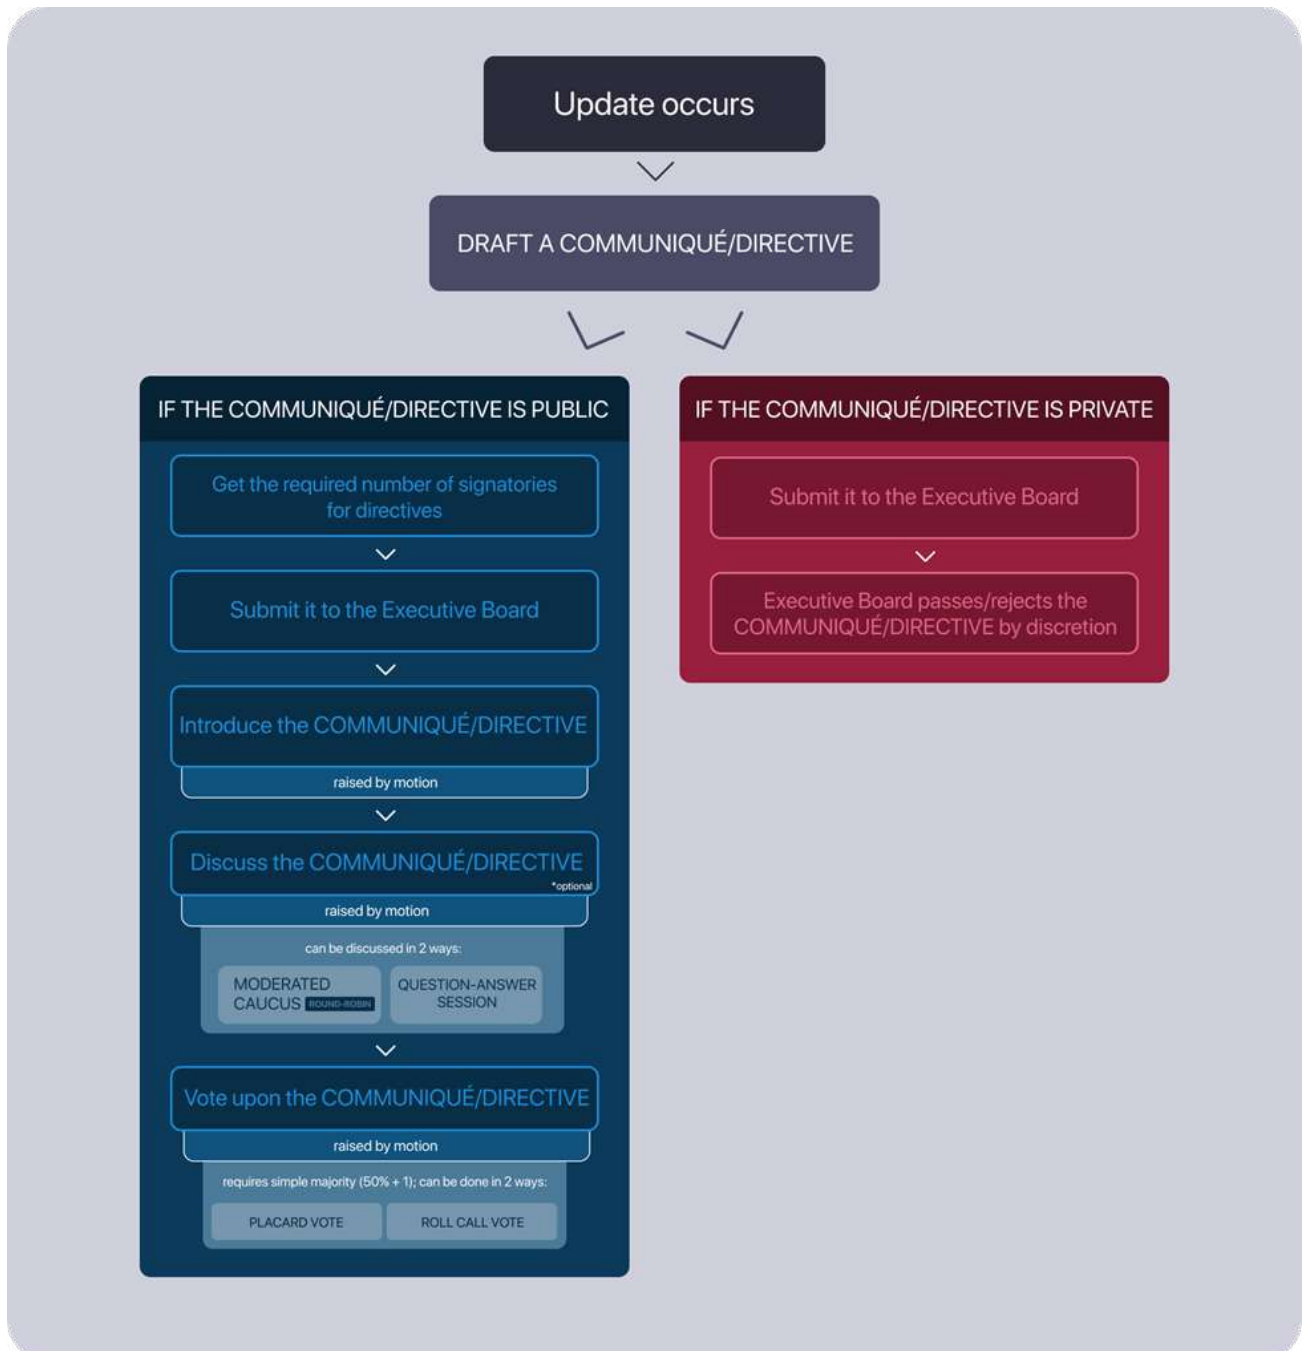 Update occurs
DRAFT A COMMUNIQUÉ/DIRECTIVE
IF THE COMMUNIQUÉ/DIRECTIVE IS PUBLIC
Get the required number of signatories
for directives
Submit it to the Executive Board
Introduce the COMMUNIQUÉ/DIRECTIVE
raised by motion
Discuss the COMMUNIQUÉ/DIRECTIVE
*optional
raised by motion
can be discussed in 2 ways:
MODERATED
CAUCUS ROUND-ROBIN
QUESTION-ANSWER
SESSION
Vote upon the COMMUNIQUÉ/DIRECTIVE
raised by motion
requires simple majority (50% + 1); can be done in 2 ways:
PLACARD VOTE
ROLL CALL VOTE
IF THE COMMUNIQUÉ/DIRECTIVE IS PRIVATE
Submit it to the Executive Board
Executive Board passes/rejects the
COMMUNIQUÉ/DIRECTIVE by discretion